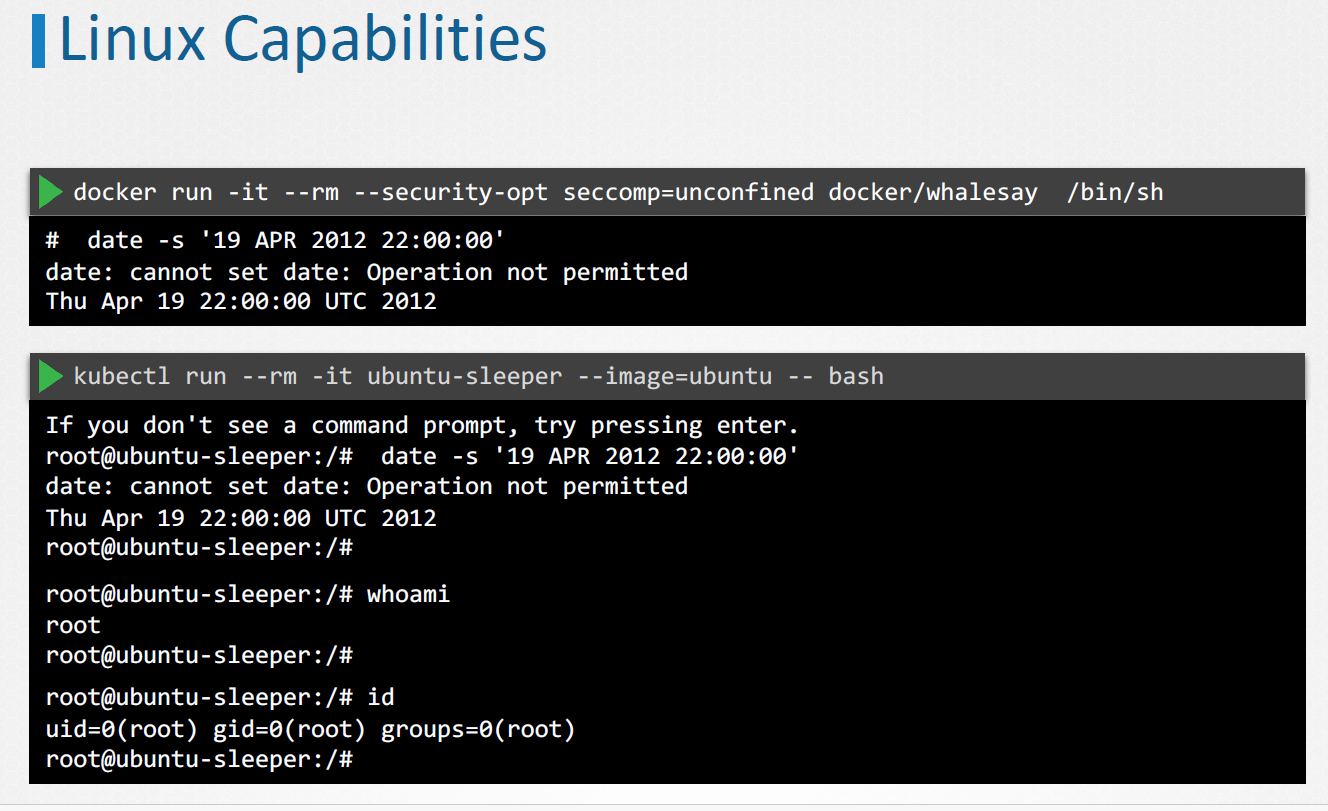 Linux Capabilities
docker run -it --rm --security-opt seccomp=unconfined docker/whalesay  /bin/sh
#  date -s '19 APR 2012 22:00:00'
date: cannot set date: Operation not permitted
Thu Apr 19 22:00:00 UTC 2012
kubectl run --rm -it ubuntu-sleeper --image=ubuntu -- bash
If you don't see a command prompt, try pressing enter.
root@ubuntu-sleeper:/#  date -s '19 APR 2012 22:00:00'
date: cannot set date: Operation not permitted
Thu Apr 19 22:00:00 UTC 2012
root@ubuntu-sleeper:/#
root@ubuntu-sleeper:/# whoami
root
root@ubuntu-sleeper:/#
root@ubuntu-sleeper:/# id
uid=0(root) gid=0(root) groups=0(root)
root@ubuntu-sleeper:/#